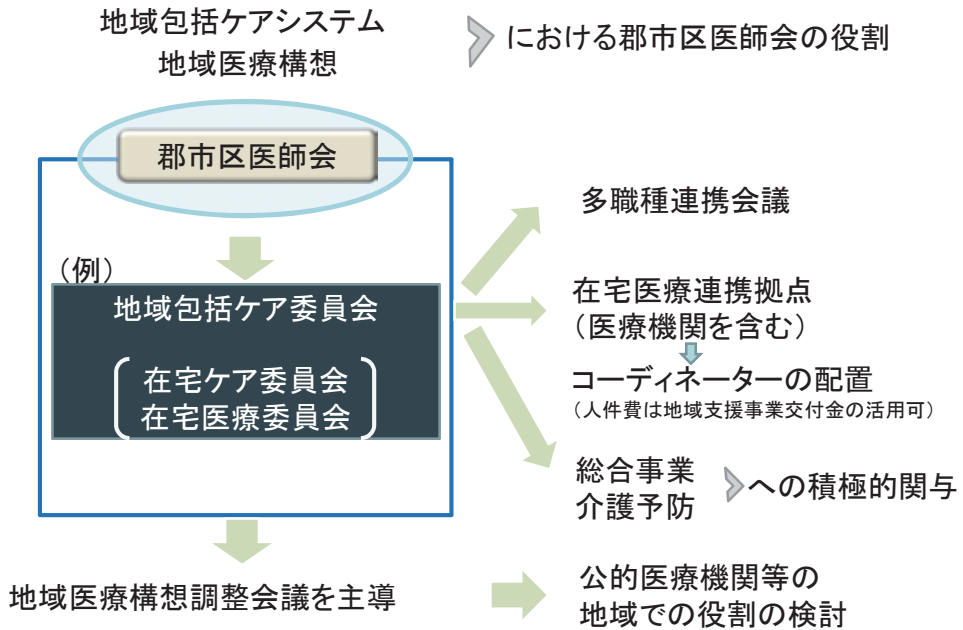 地域包括ケアシステム
地域医療構想
における郡市区医師会の役割
郡市区医師会
（例）
地域包括ケア委員会
在宅ケア委員会
在宅医療委員会
多職種連携会議
在宅医療連携拠点
（医療機関を含む）
コーディネーターの配置
（人件費は地域支援事業交付金の活用可）
総合事業
介護予防
への積極的関与
地域医療構想調整会議を主導
公的医療機関等の
地域での役割の検討